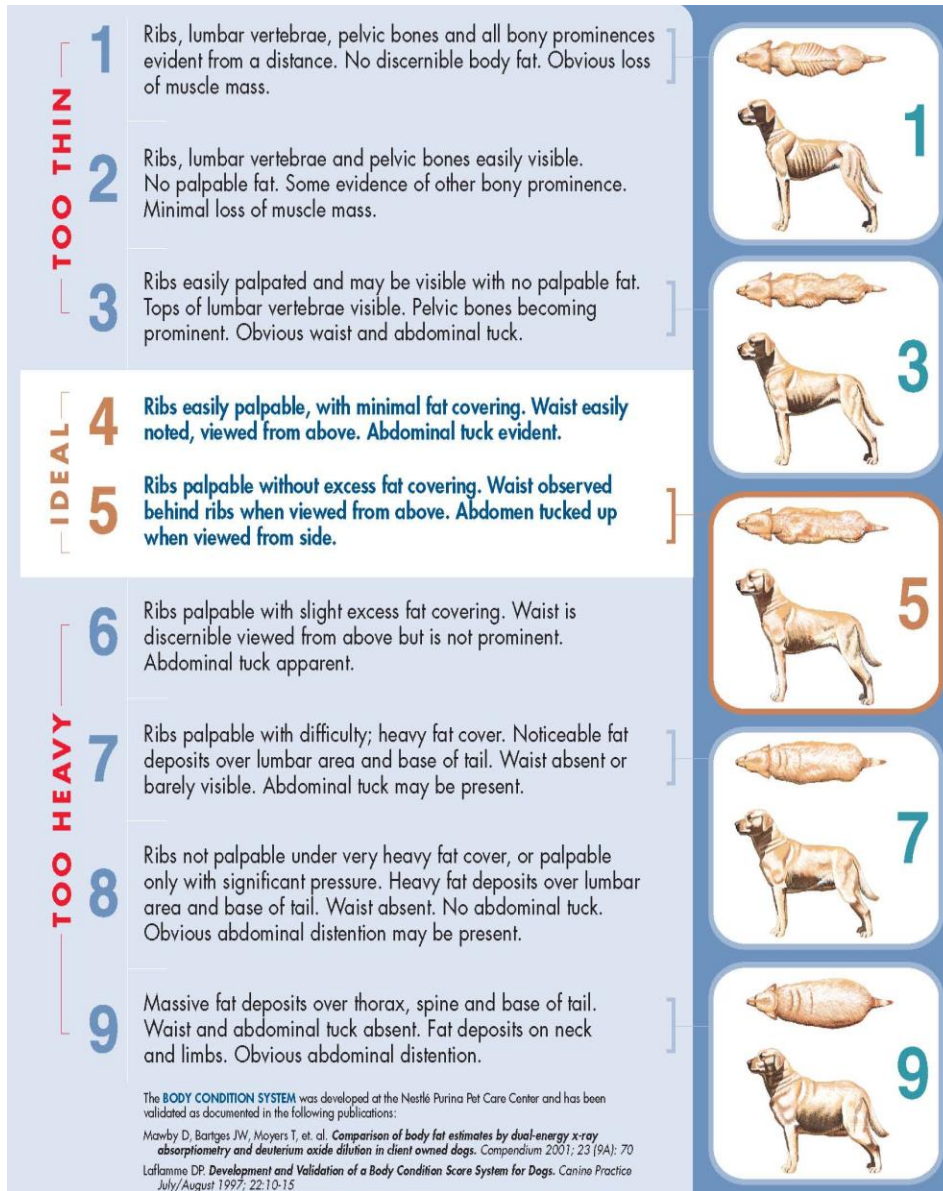 TOO THIN
1
Ribs, lumbar vertebrae, pelvic bones and all bony prominences
evident from a distance. No discernible body fat. Obvious loss
of muscle mass.
2
Ribs, lumbar vertebrae and pelvic bones easily visible.
No palpable fat. Some evidence of other bony prominence.
Minimal loss of muscle mass.
3
Ribs easily palpated and may be visible with no palpable fat.
Tops of lumbar vertebrae visible. Pelvic bones becoming
prominent. Obvious waist and abdominal tuck.
IDEAL
4
Ribs easily palpable, with minimal fat covering. Waist easily
noted, viewed from above. Abdominal tuck evident.
5
Ribs palpable without excess fat covering. Waist observed
behind ribs when viewed from above. Abdomen tucked up
when viewed from side.
TOO HEAVY
6
Ribs palpable with slight excess fat covering. Waist is
discernible viewed from above but is not prominent.
Abdominal tuck apparent.
7
Ribs palpable with difficulty; heavy fat cover. Noticeable fat
deposits over lumbar area and base of tail. Waist absent or
barely visible. Abdominal tuck may be present.
8
Ribs not palpable under very heavy fat cover, or palpable
only with significant pressure. Heavy fat deposits over lumbar
area and base of tail. Waist absent. No abdominal tuck.
Obvious abdominal distention may be present.
9
Massive fat deposits over thorax, spine and base of tail.
Waist and abdominal tuck absent. Fat deposits on neck
and limbs. Obvious abdominal distention.
The BODY CONDITION SYSTEM was developed at the Nestlé Purina Pet Care Center and has been
validated as documented in the following publications:
Mawby D, Bartges JW, Moyers T, et. al. Comparison of body fat estimates by dual-energy x-ray
absorptiometry and deuterium oxide dilution in client owned dogs. Compendium 2001; 23 (9A): 70
Laflamme DP. Development and Validation of a Body Condition Score System for Dogs. Canine Practice
July/August 1997; 22:10-15
1
3
5
7
9